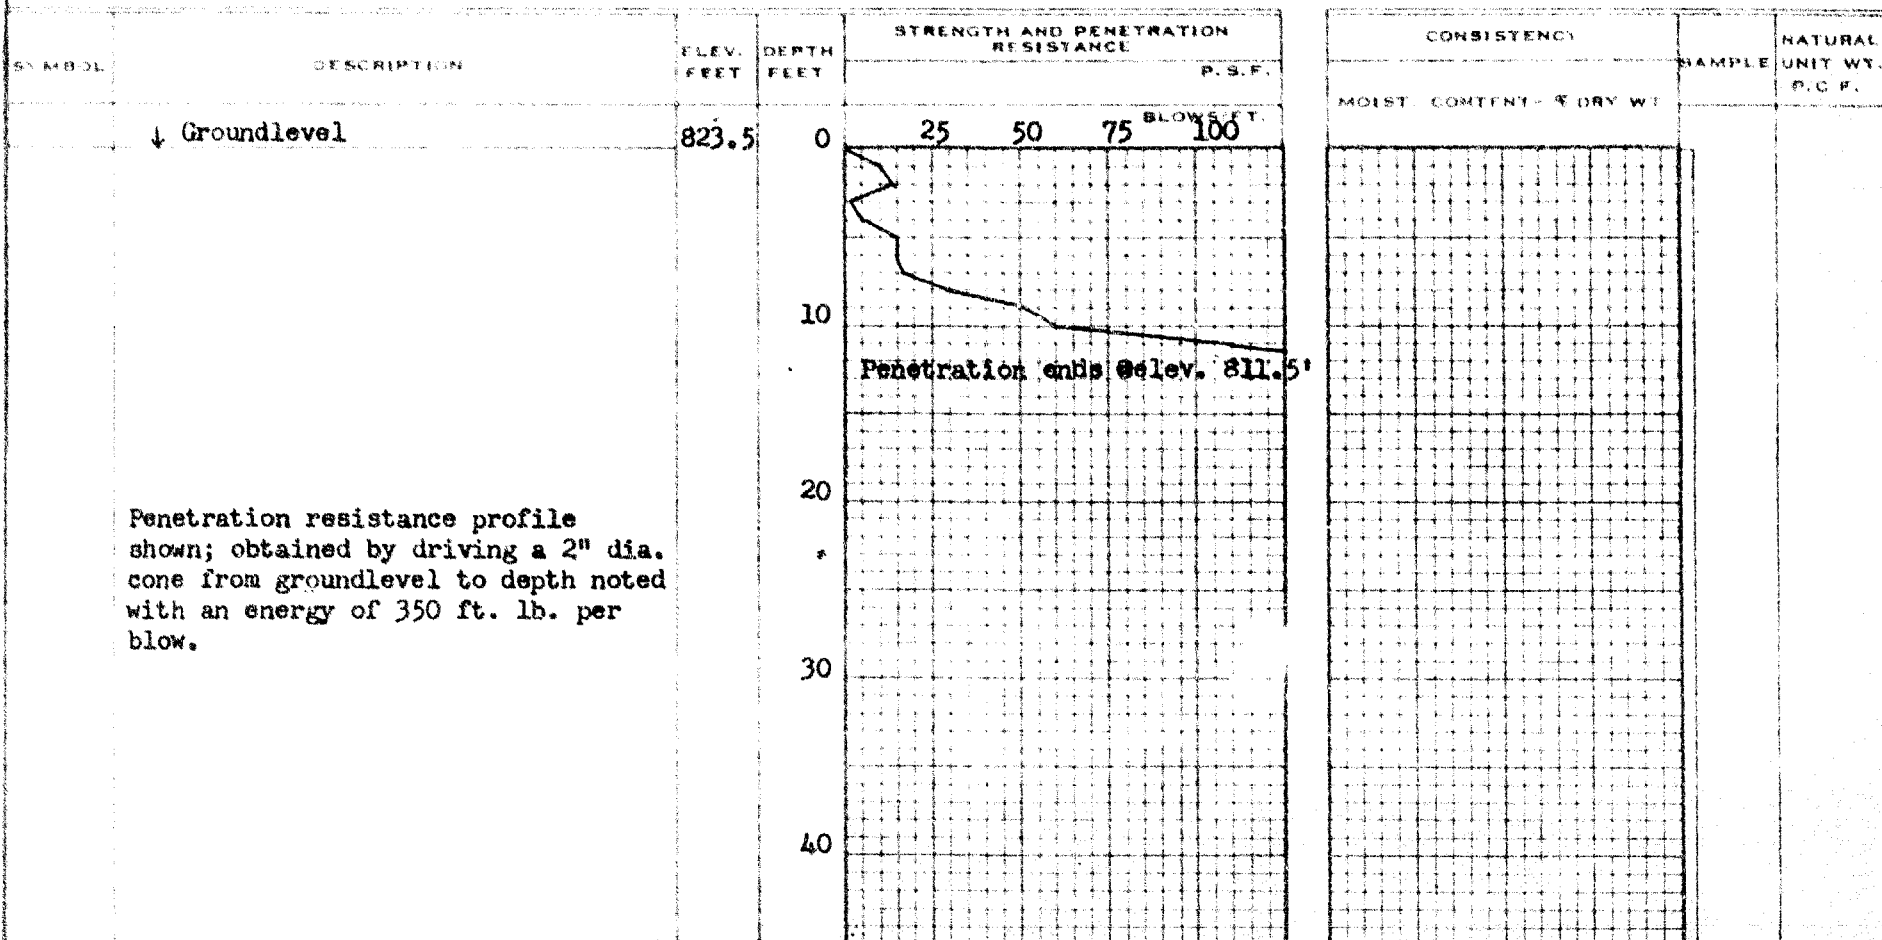 SYMBOL
DESCRIPTION
ELEV.
FEET
DEPTH
FEET
STRENGTH AND PENETRATION
RESISTANCE
P.S.F.
BLOWS/FT.
CONSISTENCY
MOIST. CONTENT - % DRY WT
SAMPLE
NATURAL
UNIT WT.
P.C.F.
↓ Groundlevel
823.5
0
25 50 75 100
10
Penetration ends @elev. 811.5'
20
Penetration resistance profile
shown; obtained by driving a 2" dia.
cone from groundlevel to depth noted
with an energy of 350 ft. lb. per
blow.
30
40